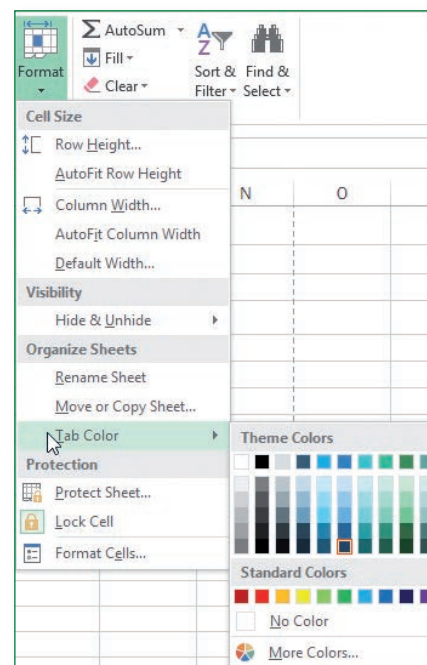 AutoSum
Fill
Clear
Format
Sort & Find &
Filter Select
Cell Size
Row Height...
AutoFit Row Height
Column Width...
AutoFit Column Width
Default Width...
Visibility
Hide & Unhide
Organize Sheets
Rename Sheet
Move or Copy Sheet...
Tab Color
Protection
Protect Sheet...
Lock Cell
Format Cells...
N O
Theme Colors
Standard Colors
No Color
More Colors...